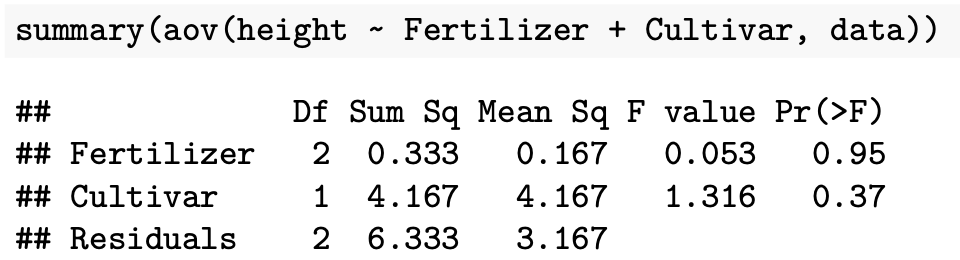 summary(aov(height ~ Fertilizer + Cultivar, data))
##             Df Sum Sq Mean Sq F value Pr(>F)
## Fertilizer   2  0.333   0.167   0.053   0.95
## Cultivar     1  4.167   4.167   1.316   0.37
## Residuals    2  6.333   3.167